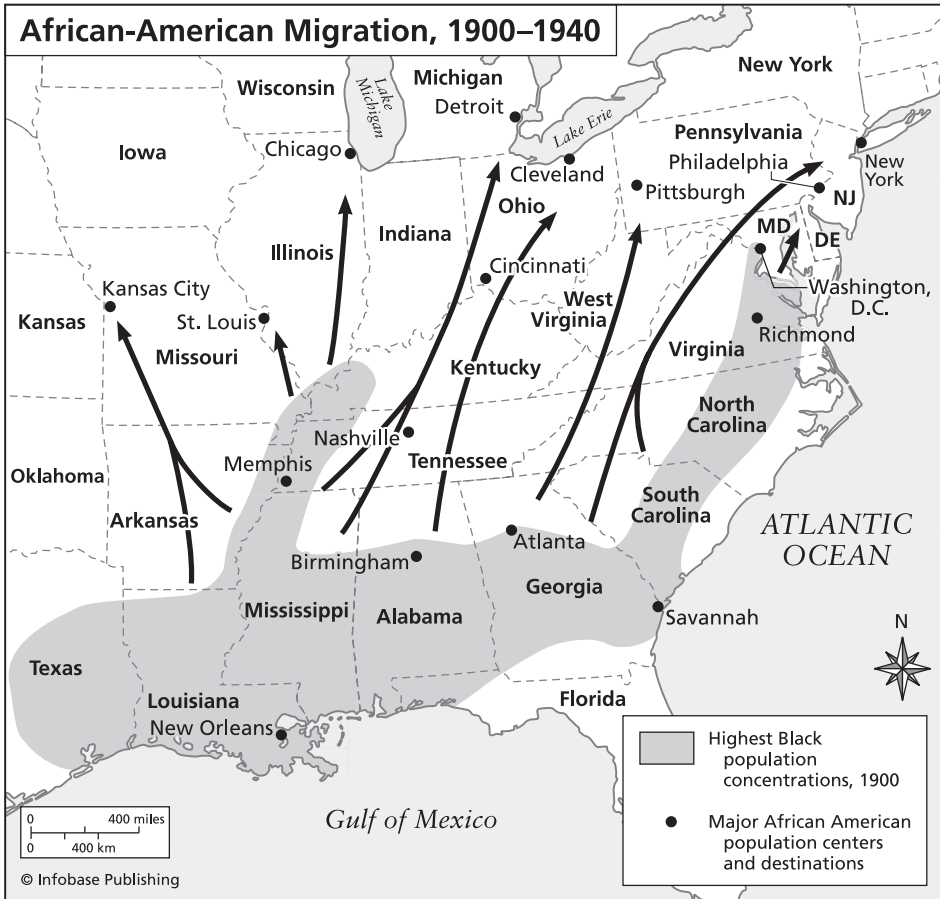 African-American Migration, 1900–1940
Wisconsin
Lake
Michigan
Michigan
Detroit
New York
Lake Erie
Iowa
Chicago
Cleveland
Pennsylvania
Philadelphia
New
York
Pittsburgh
NJ
Ohio
Illinois
Indiana
MD
DE
Cincinnati
Washington,
D.C.
Kansas City
St. Louis
Kansas
Missouri
West
Virginia
Richmond
Virginia
Kentucky
North
Carolina
Nashville
Tennessee
Memphis
Oklahoma
Arkansas
South
Carolina
ATLANTIC
OCEAN
Atlanta
Birmingham
Georgia
Mississippi
Alabama
Savannah
N
Texas
Louisiana
New Orleans
Florida
Highest Black
population
concentrations, 1900
Major African American
population centers
and destinations
Gulf of Mexico
0 400 miles
0 400 km
© Infobase Publishing